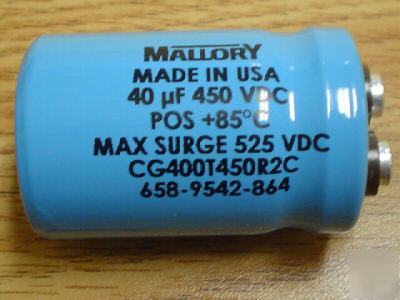 MALLORY
MADE IN USA
40 µF 450 VDC
POS +85°C
MAX SURGE 525 VDC
CG400T450R2C
658-9542-864